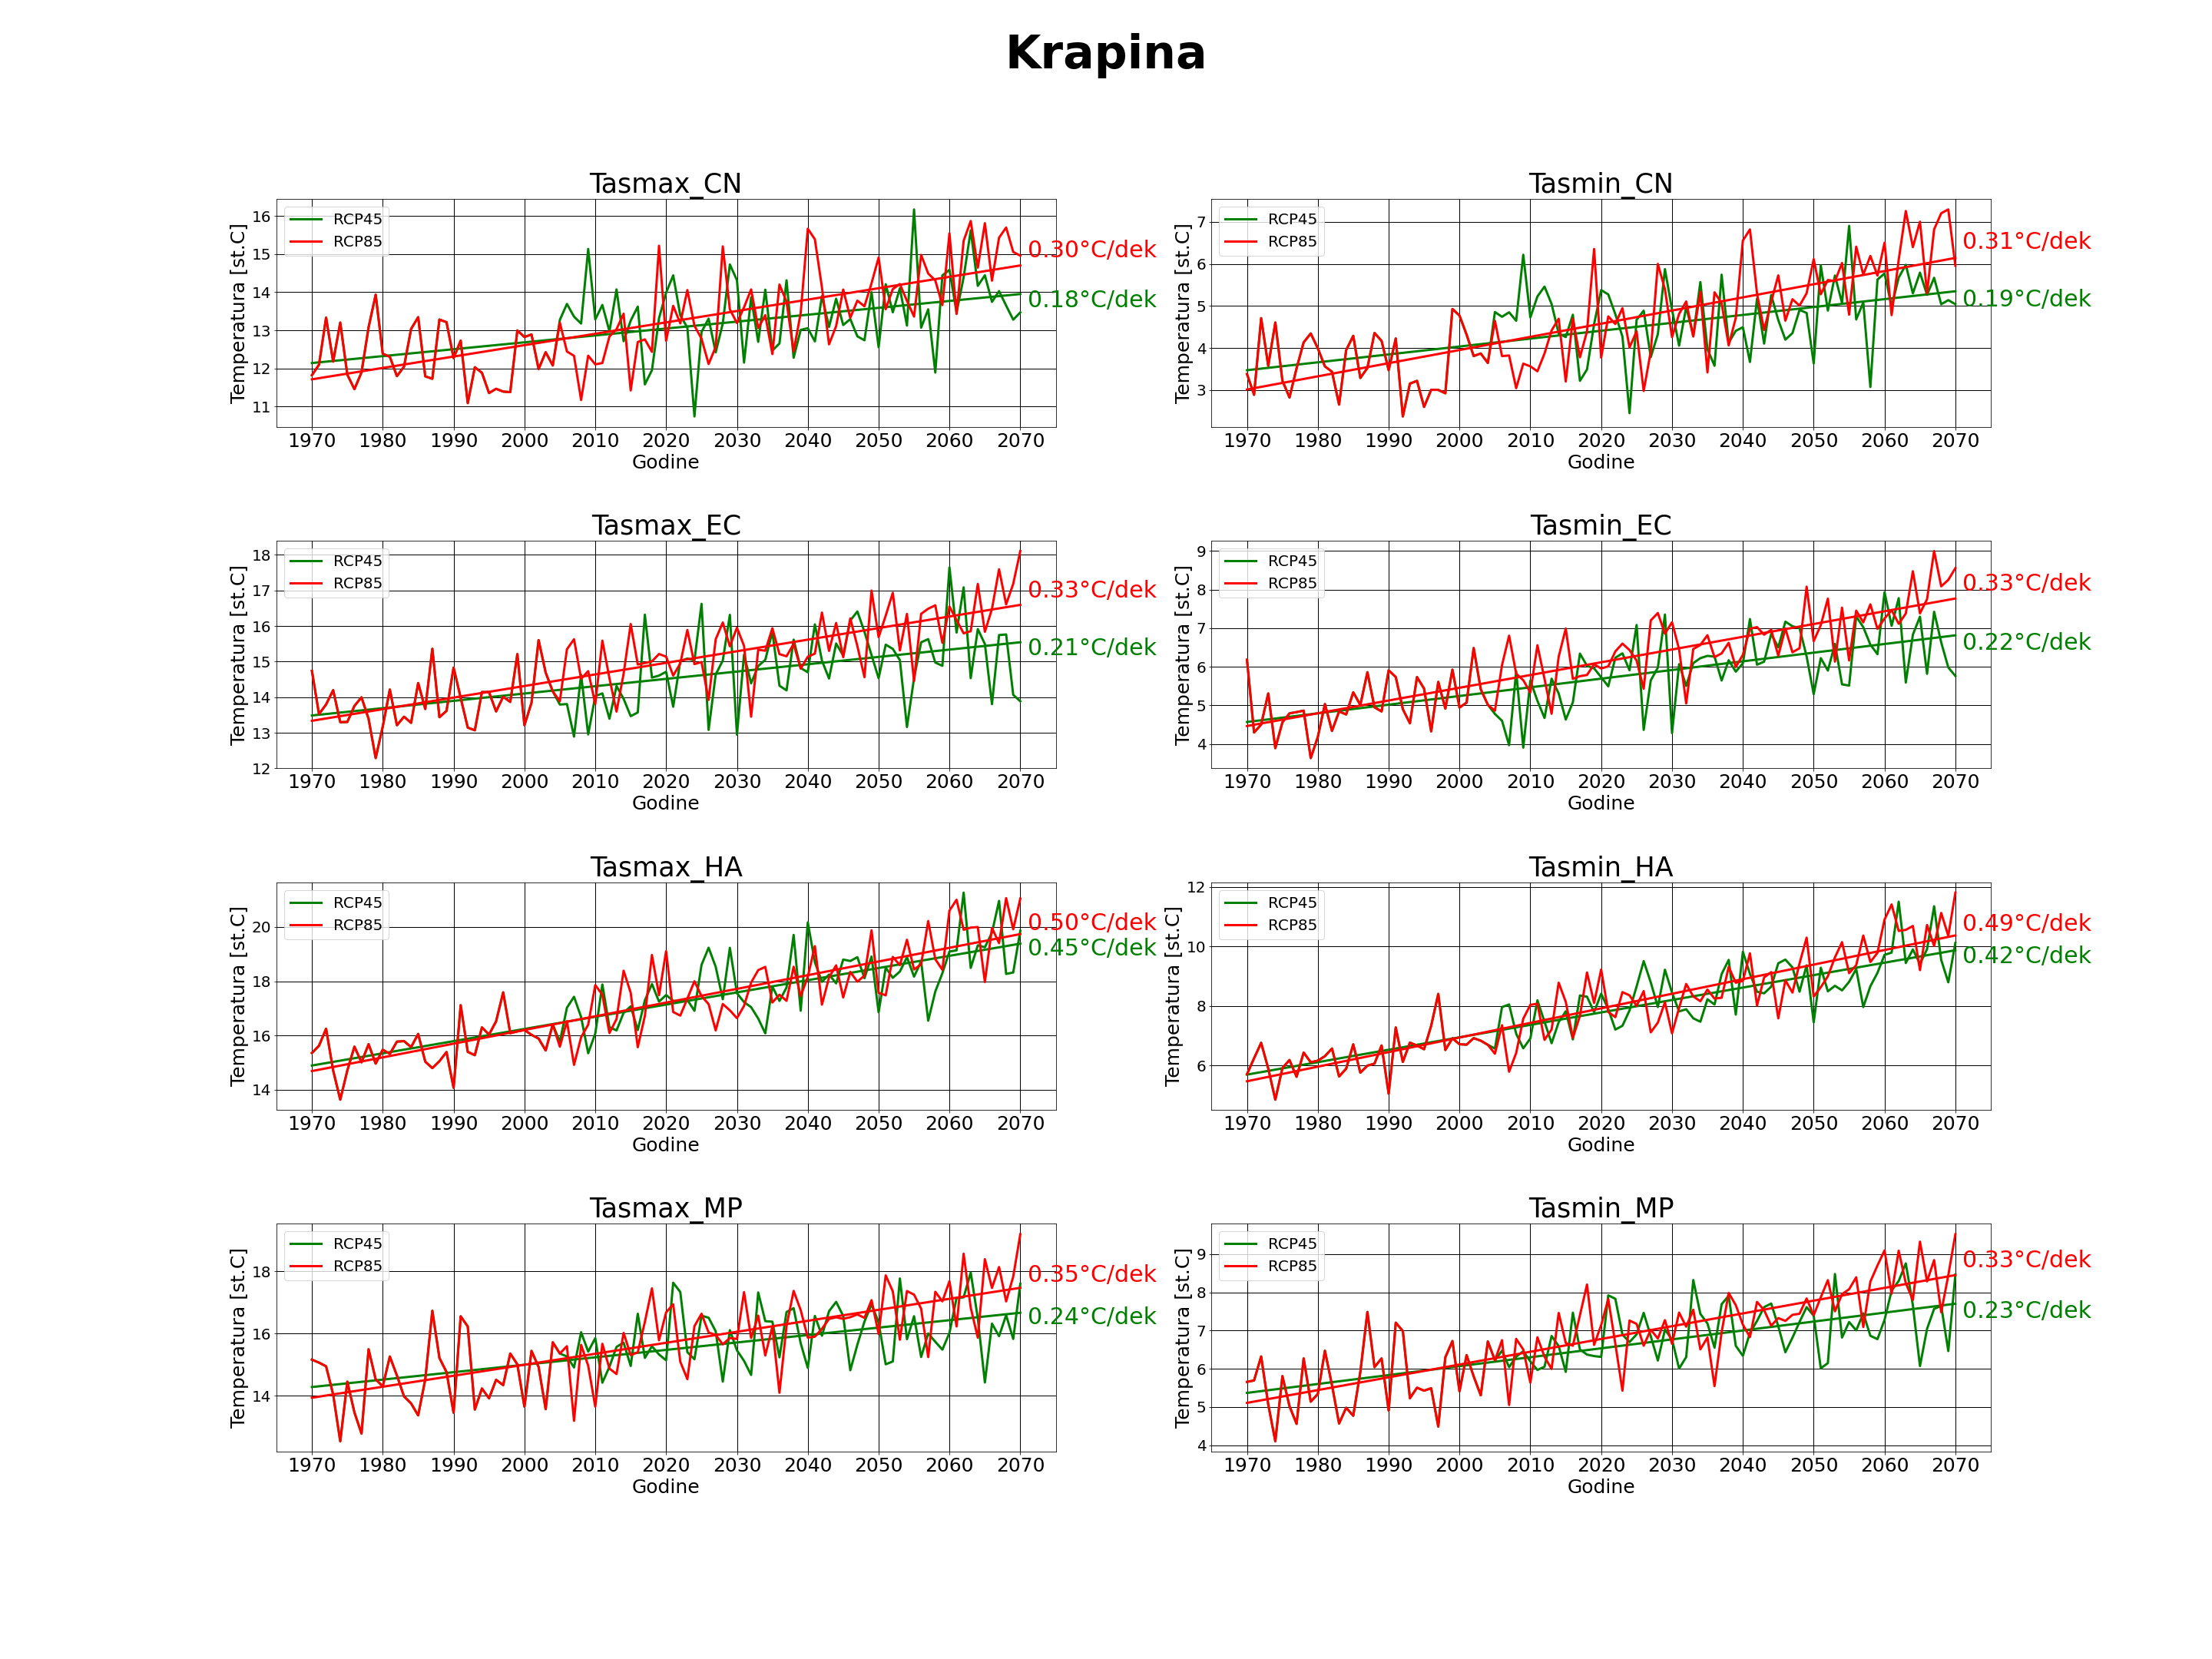 Krapina
Tasmax_CN
Temperatura [st.C]
16
15
14
13
12
11
RCP45
RCP85
0.30°C/dek
0.18°C/dek
1970 1980 1990 2000 2010 2020 2030 2040 2050 2060 2070
Godine
Tasmin_CN
Temperatura [st.C]
7
6
5
4
3
RCP45
RCP85
0.31°C/dek
0.19°C/dek
1970 1980 1990 2000 2010 2020 2030 2040 2050 2060 2070
Godine
Tasmax_EC
Temperatura [st.C]
18
17
16
15
14
13
12
RCP45
RCP85
0.33°C/dek
0.21°C/dek
1970 1980 1990 2000 2010 2020 2030 2040 2050 2060 2070
Godine
Tasmin_EC
Temperatura [st.C]
9
8
7
6
5
4
RCP45
RCP85
0.33°C/dek
0.22°C/dek
1970 1980 1990 2000 2010 2020 2030 2040 2050 2060 2070
Godine
Tasmax_HA
Temperatura [st.C]
20
18
16
14
RCP45
RCP85
0.50°C/dek
0.45°C/dek
1970 1980 1990 2000 2010 2020 2030 2040 2050 2060 2070
Godine
Tasmin_HA
Temperatura [st.C]
12
10
8
6
RCP45
RCP85
0.49°C/dek
0.42°C/dek
1970 1980 1990 2000 2010 2020 2030 2040 2050 2060 2070
Godine
Tasmax_MP
Temperatura [st.C]
18
16
14
RCP45
RCP85
0.35°C/dek
0.24°C/dek
1970 1980 1990 2000 2010 2020 2030 2040 2050 2060 2070
Godine
Tasmin_MP
Temperatura [st.C]
9
8
7
6
5
4
RCP45
RCP85
0.33°C/dek
0.23°C/dek
1970 1980 1990 2000 2010 2020 2030 2040 2050 2060 2070
Godine